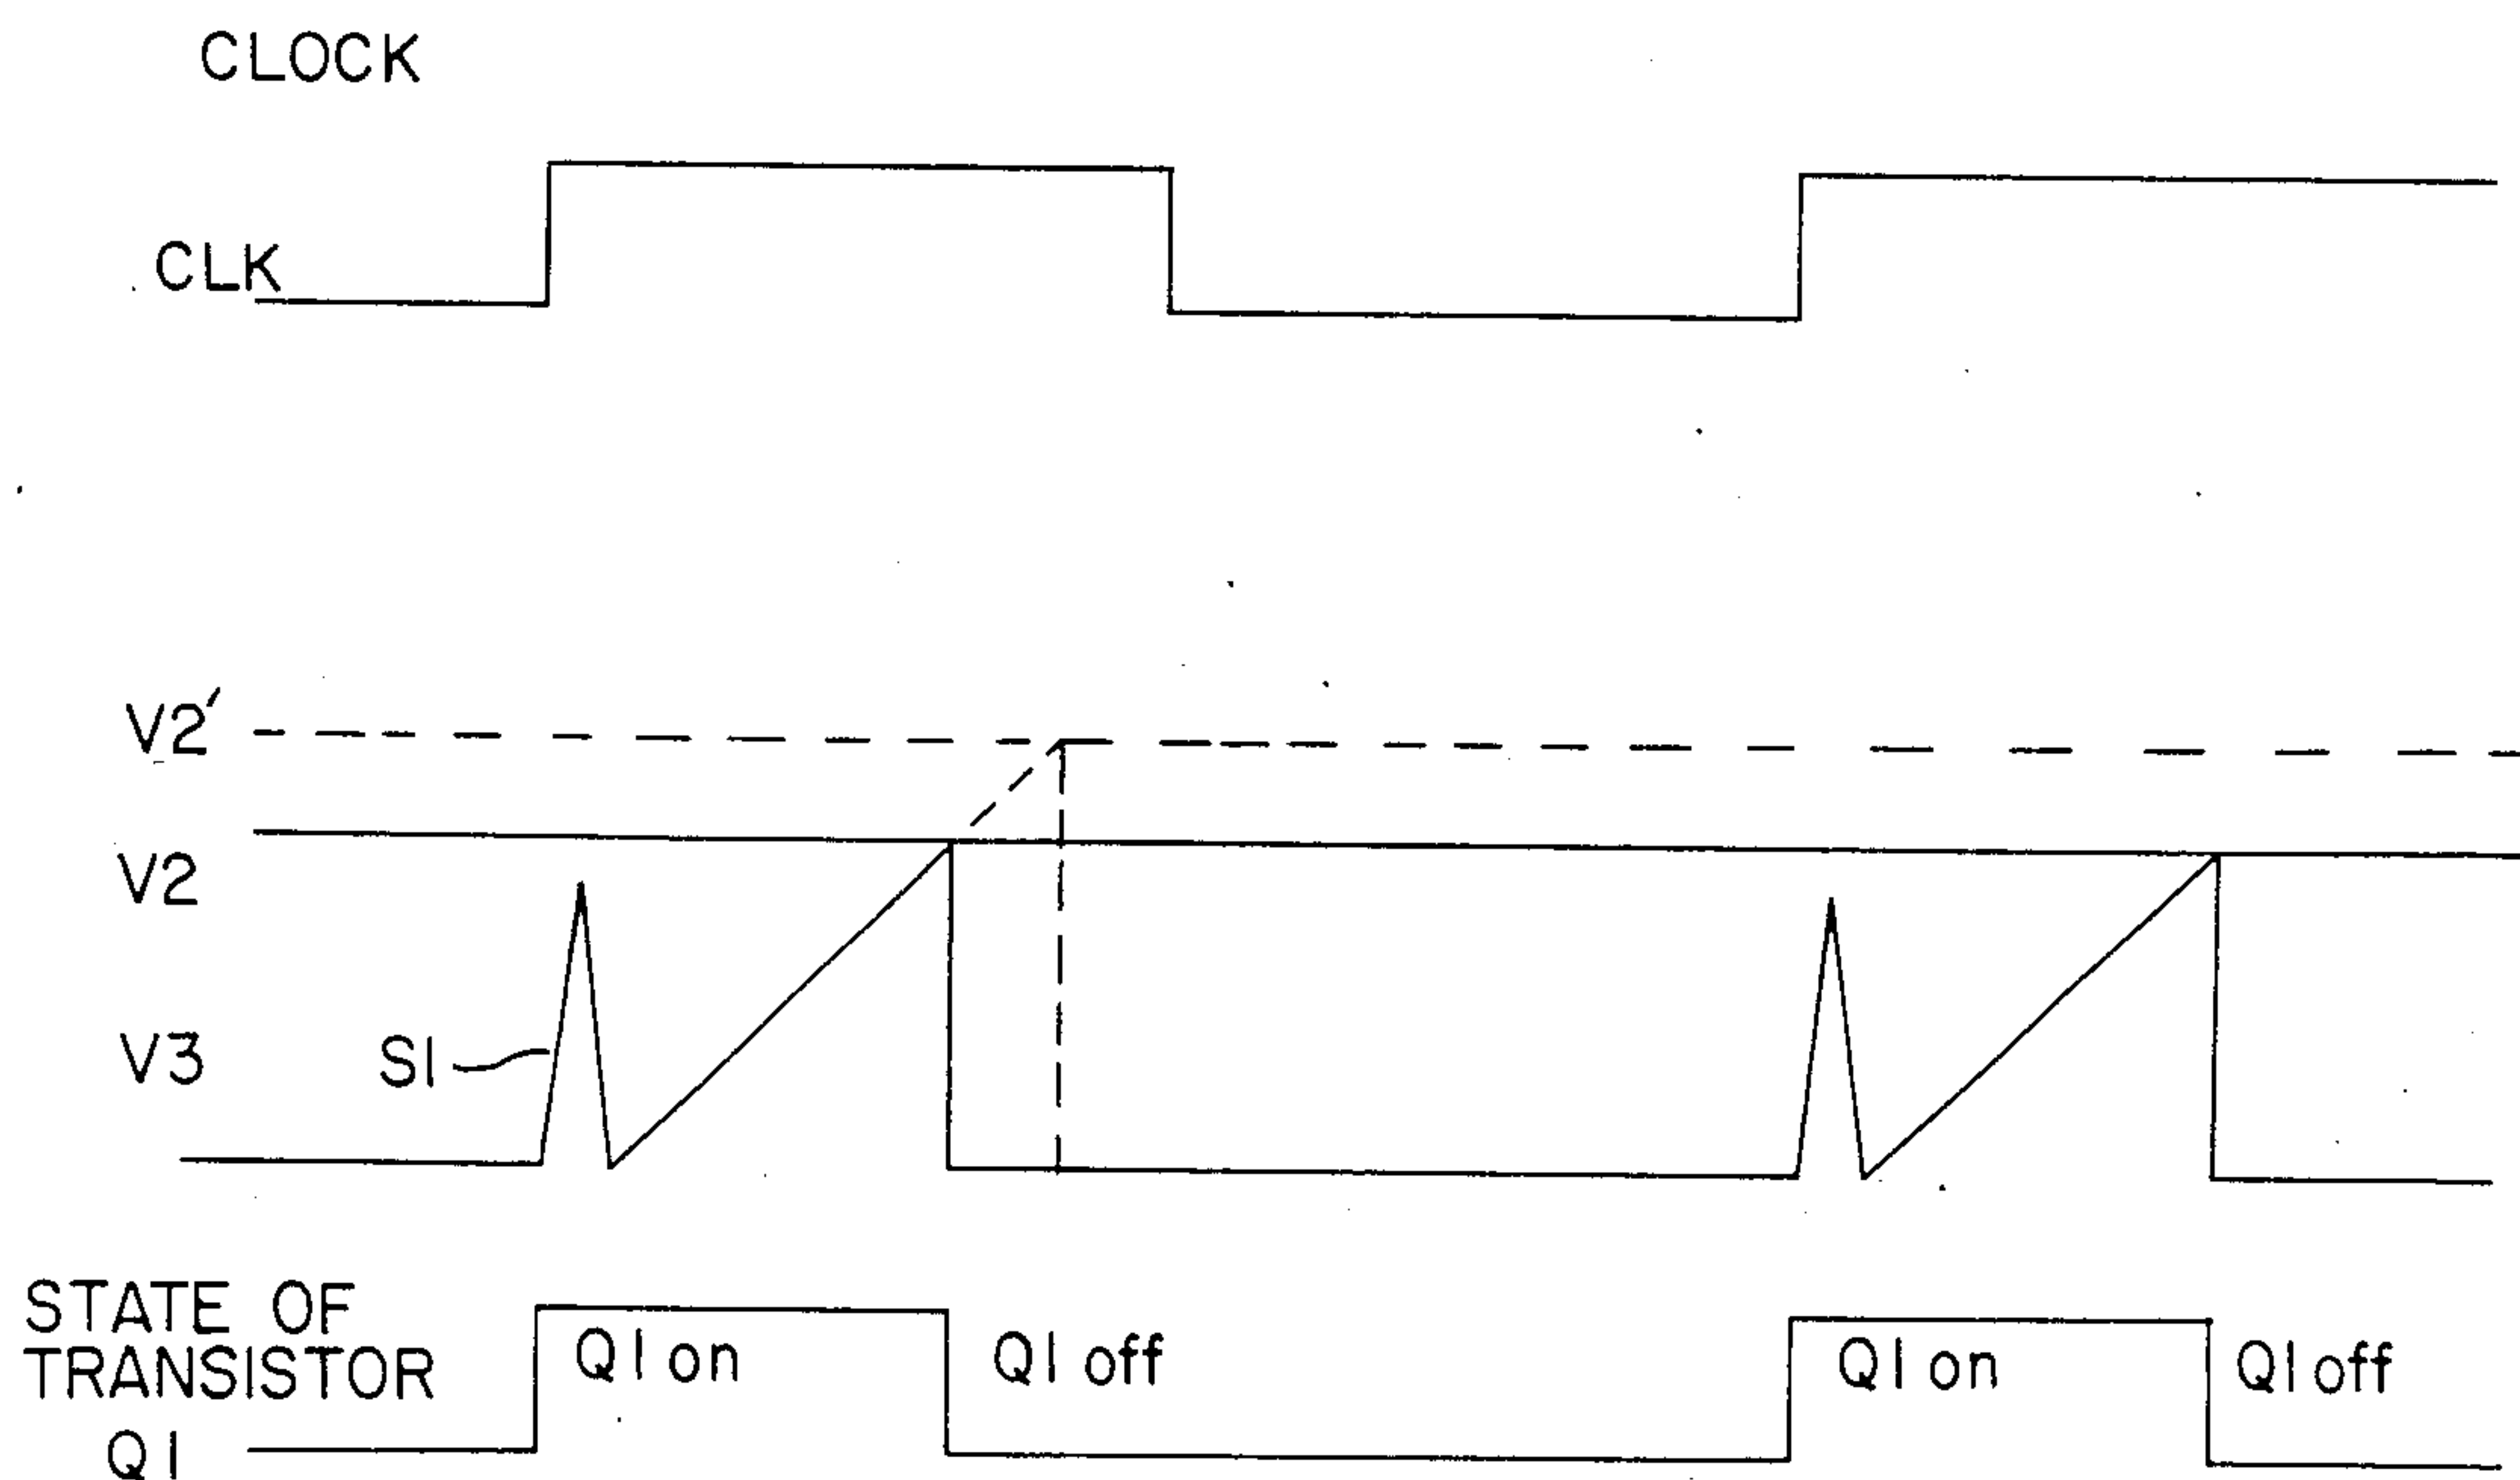 CLOCK
CLK
V2′
V2
V3
S1
STATE OF
TRANSISTOR
Q1
Q1 on
Q1 off
Q1 on
Q1 off